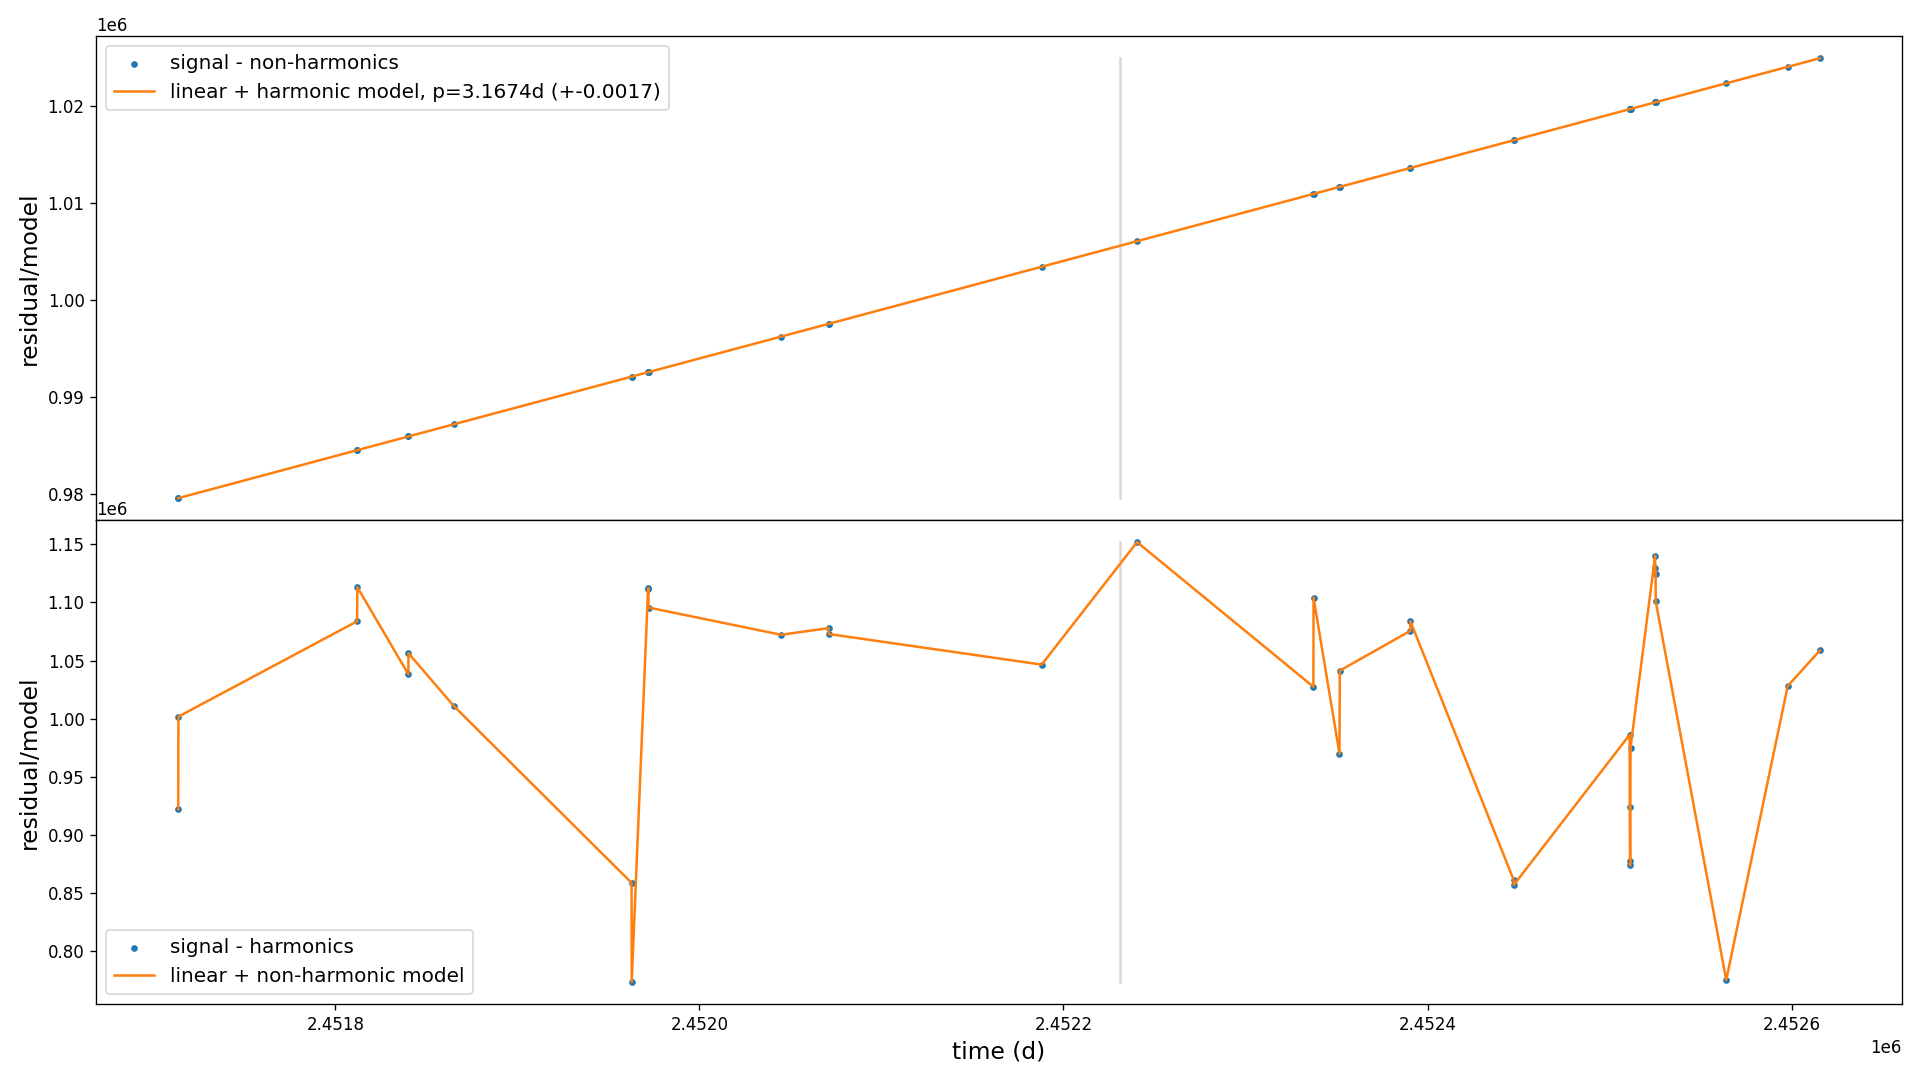 1e6
signal - non-harmonics
linear + harmonic model, p=3.1674d (+-0.0017)
1.02
1.01
1.00
0.99
0.98
residual/model
1e6
1.15
1.10
1.05
1.00
0.95
0.90
0.85
0.80
residual/model
signal - harmonics
linear + non-harmonic model
2.4518
2.4520
2.4522
2.4524
2.4526
time (d)
1e6